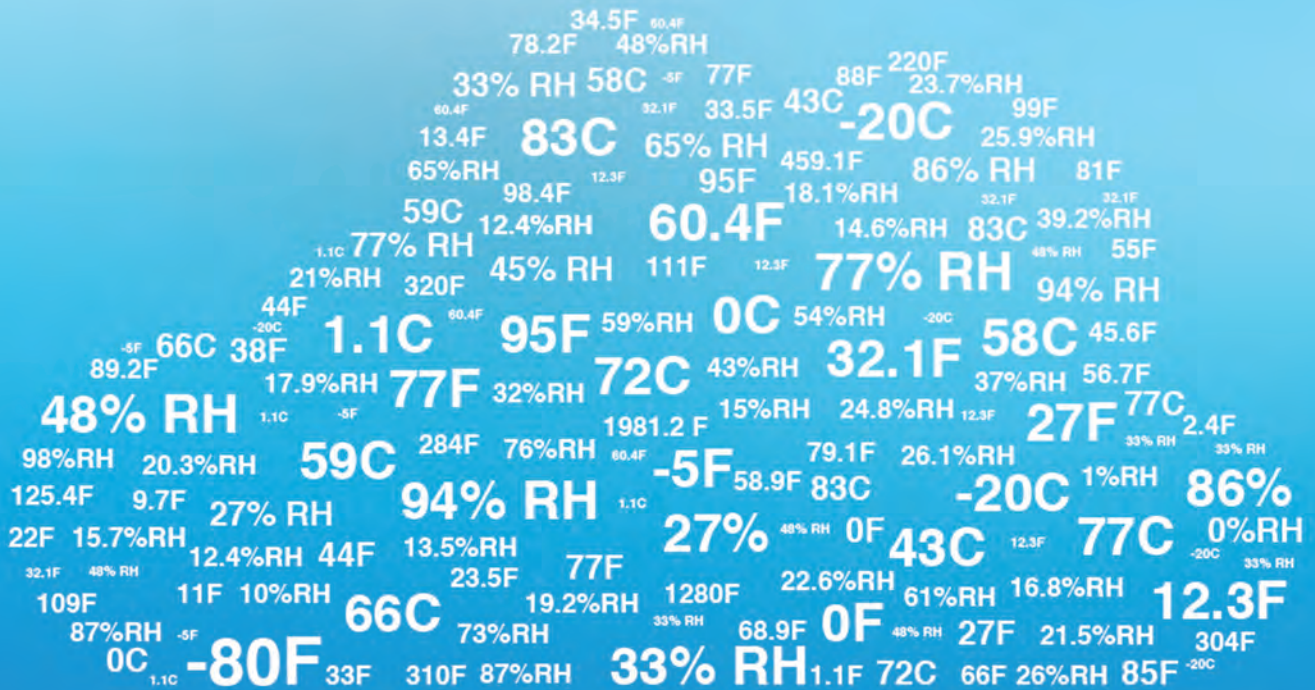 34.5F 60.4F
78.2F 48%RH
220F
33% RH 58C -5F 77F 88F 23.7%RH
60.4F 32.1F 33.5F 43C -20C 99F
13.4F 83C 65% RH 25.9%RH
65%RH 12.3F 95F 459.1F 86% RH 81F
98.4F 18.1%RH 32.1F 32.1F
59C 12.4%RH 60.4F 14.6%RH 83C 39.2%RH
1.1C 77% RH 48% RH 55F
21%RH 320F 45% RH 111F 12.3F 77% RH 94% RH
44F
-20C 1.1C 60.4F 95F 59%RH 0C 54%RH -20C 58C 45.6F
-5F 66C 38F
89.2F 17.9%RH 77F 32%RH 72C 43%RH 32.1F 37%RH 56.7F
48% RH 1.1C -5F 15%RH 24.8%RH 12.3F 27F 77C
1981.2 F 2.4F
98%RH 20.3%RH 59C 284F 76%RH 60.4F -5F 79.1F 26.1%RH 33% RH 33% RH
125.4F 9.7F 27% RH 94% RH 1.1C 58.9F 83C -20C 1%RH 86%
22F 15.7%RH 27% 48% RH 0F 43C 12.3F 77C 0%RH
12.4%RH 44F 13.5%RH -20C
32.1F 48% RH 23.5F 77F 33% RH
109F 11F 10%RH 66C 19.2%RH 1280F 22.6%RH 61%RH 16.8%RH 12.3F
87%RH -5F 73%RH 33% RH 68.9F 0F 48% RH 27F 21.5%RH 304F
0C 1.1C -80F 33F 310F 87%RH 33% RH 1.1F 72C 66F 26%RH 85F -20C